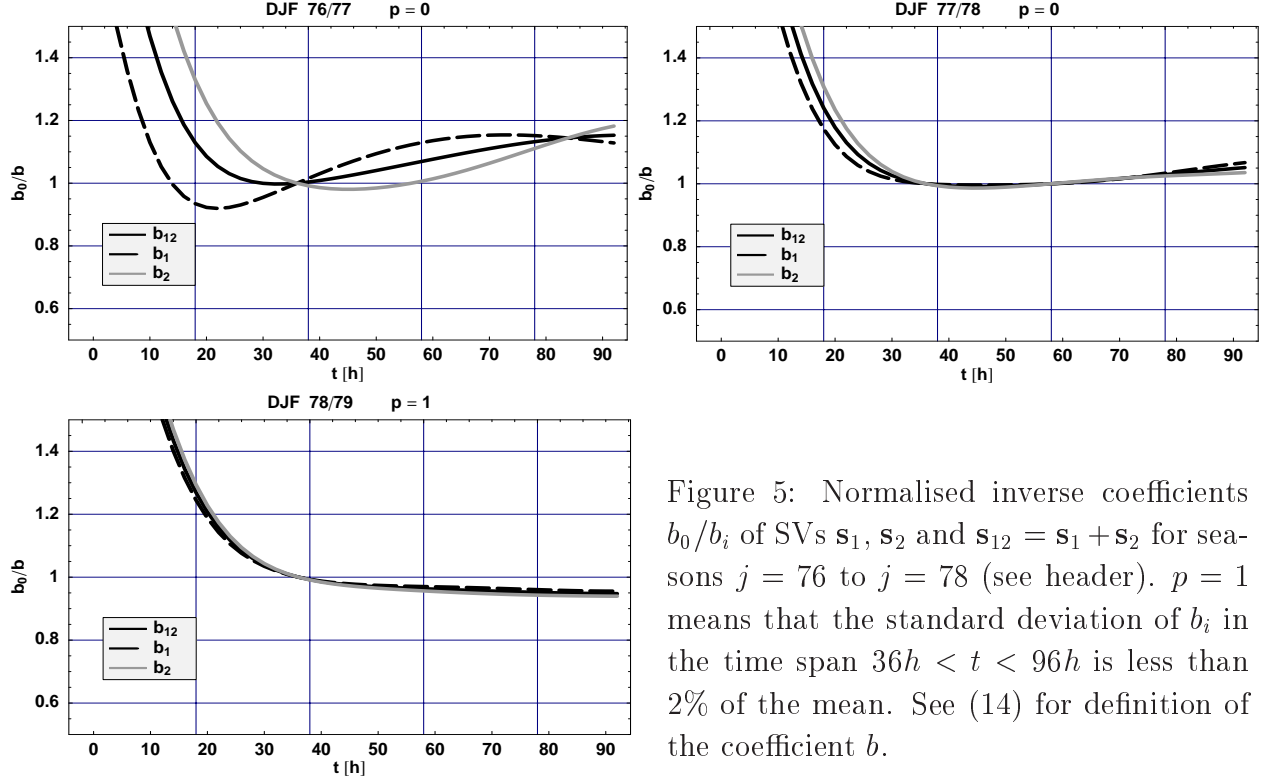 DJF 76/77 p = 0
1.4
1.2
1
0.8
0.6
b₀/b
b₁₂
b₁
b₂
0 10 20 30 40 50 60 70 80 90
t [h]
DJF 77/78 p = 0
1.4
1.2
1
0.8
0.6
b₀/b
b₁₂
b₁
b₂
0 10 20 30 40 50 60 70 80 90
t [h]
DJF 78/79 p = 1
1.4
1.2
1
0.8
0.6
b₀/b
b₁₂
b₁
b₂
0 10 20 30 40 50 60 70 80 90
t [h]
Figure 5: Normalised inverse coefficients
b₀/bᵢ of SVs s₁, s₂ and s₁₂ = s₁ + s₂ for sea-
sons j = 76 to j = 78 (see header). p = 1
means that the standard deviation of bᵢ in
the time span 36h < t < 96h is less than
2% of the mean. See (14) for definition of
the coefficient b.